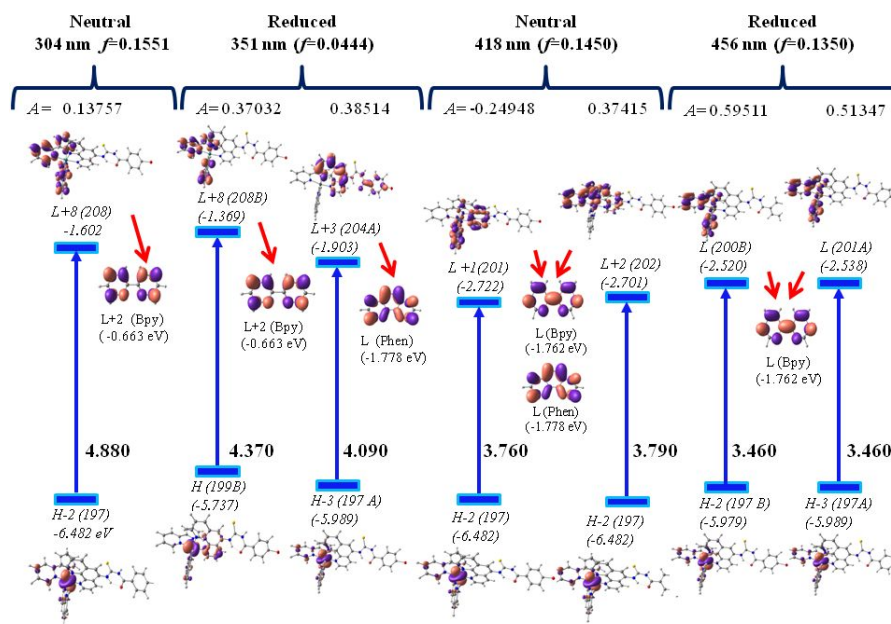 Neutral
304 nm f=0.1551
Reduced
351 nm (f=0.0444)
Neutral
418 nm (f=0.1450)
Reduced
456 nm (f=0.1350)
A= 0.13757
A= 0.37032 0.38514
A= -0.24948 0.37415
A= 0.59511 0.51347
L+8 (208)
-1.602
L+8 (208B)
(-1.369)
L+3 (204A)
(-1.903)
L +1(201)
(-2.722)
L+2 (202)
(-2.701)
L (200B)
(-2.520)
L (201A)
(-2.538)
L+2 (Bpy)
(-0.663 eV)
L+2 (Bpy)
(-0.663 eV)
L (Phen)
(-1.778 eV)
L (Bpy)
(-1.762 eV)
L (Phen)
(-1.778 eV)
L (Bpy)
(-1.762 eV)
4.880
4.370
4.090
3.760
3.790
3.460
3.460
H-2 (197)
-6.482 eV
H (199B)
(-5.737)
H-3 (197 A)
(-5.989)
H-2 (197)
(-6.482)
H-2 (197)
(-6.482)
H-2 (197 B)
(-5.979)
H-3 (197A)
(-5.989)